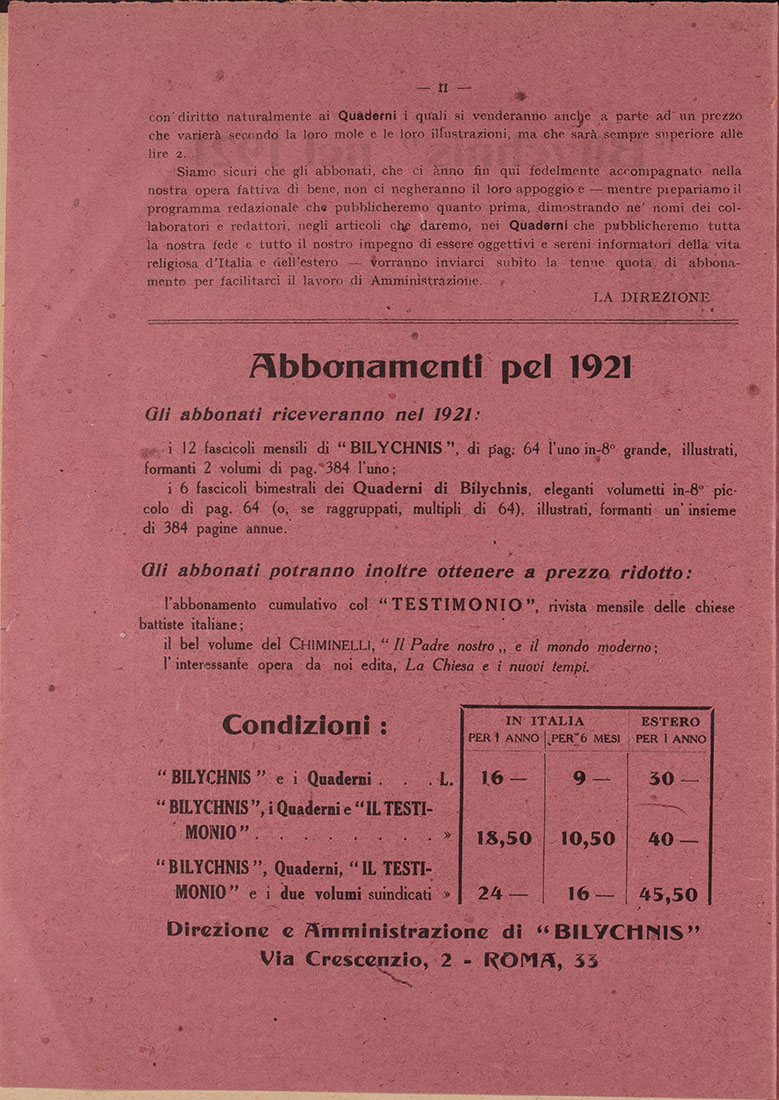 — II —
con diritto naturalmente ai Quaderni i quali si venderanno anche a parte ad un prezzo
che varierà secondo la loro mole e le loro illustrazioni, ma che sarà sempre superiore alle
lire 2.
Siamo sicuri che gli abbonati, che ci ànno fin qui fedelmente accompagnato nella
nostra opera fattiva di bene, non ci negheranno il loro appoggio e — mentre prepariamo il
programma redazionale che pubblicheremo quanto prima, dimostrando ne' nomi dei col-
laboratori e redattori, negli articoli che daremo, nei Quaderni che pubblicheremo tutta
la nostra fede e tutto il nostro impegno di essere oggettivi e sereni informatori della vita
religiosa d'Italia e dell'estero — vorranno inviarci subito la tenue quota di abbona-
mento per facilitarci il lavoro di Amministrazione.
LA DIREZIONE
Abbonamenti pel 1921
Gli abbonati riceveranno nel 1921:
i 12 fascicoli mensili di “BILYCHNIS”, di pag. 64 l'uno in-8º grande, illustrati,
formanti 2 volumi di pag. 384 l'uno;
i 6 fascicoli bimestrali dei Quaderni di Bilychnis, eleganti volumetti in-8º pic-
colo di pag. 64 (o, se raggruppati, multipli di 64), illustrati, formanti un' insieme
di 384 pagine annue.
Gli abbonati potranno inoltre ottenere a prezzo ridotto:
l'abbonamento cumulativo col “TESTIMONIO”, rivista mensile delle chiese
battiste italiane;
il bel volume del CHIMINELLI, “Il Padre nostro„ e il mondo moderno;
l'interessante opera da noi edita, La Chiesa e i nuovi tempi.
Condizioni:
IN ITALIA ESTERO
PER 1 ANNO PER 6 MESI PER 1 ANNO
“BILYCHNIS” e i Quaderni . . . L. 16 — 9 — 30 —
“BILYCHNIS”, i Quaderni e “IL TESTI-
MONIO” . . . . . . . . . » 18,50 10,50 40 —
“BILYCHNIS”, Quaderni, “IL TESTI-
MONIO” e i due volumi suindicati » 24 — 16 — 45,50
Direzione e Amministrazione di “BILYCHNIS”
Via Crescenzio, 2 - ROMA, 33